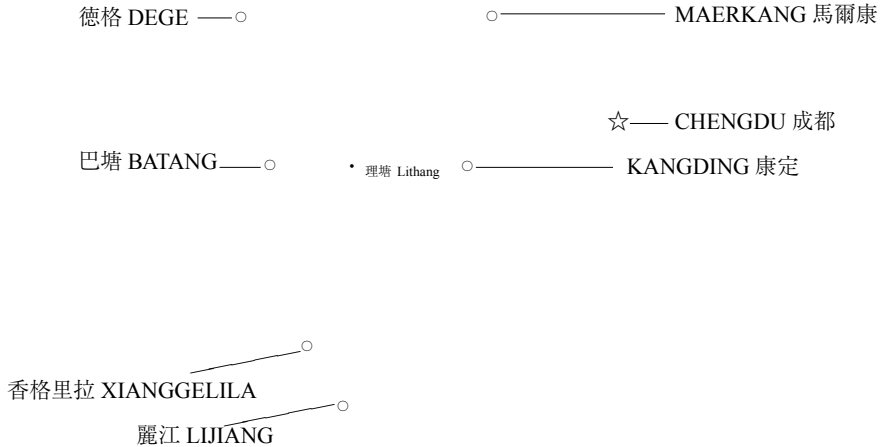 德格 DEGE
MAERKANG 馬爾康
CHENGDU 成都
巴塘 BATANG
理塘 Lithang
KANGDING 康定
香格里拉 XIANGGELILA
麗江 LIJIANG